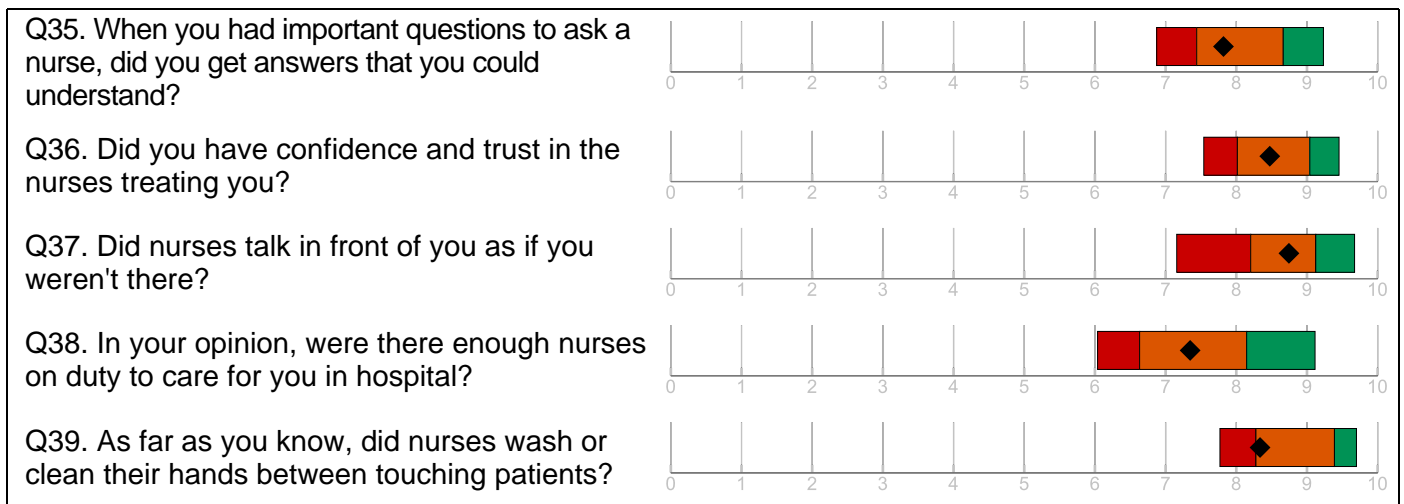 Q35. When you had important questions to ask a
nurse, did you get answers that you could
understand?
0 1 2 3 4 5 6 7 8 9 10
Q36. Did you have confidence and trust in the
nurses treating you?
0 1 2 3 4 5 6 7 8 9 10
Q37. Did nurses talk in front of you as if you
weren't there?
0 1 2 3 4 5 6 7 8 9 10
Q38. In your opinion, were there enough nurses
on duty to care for you in hospital?
0 1 2 3 4 5 6 7 8 9 10
Q39. As far as you know, did nurses wash or
clean their hands between touching patients?
0 1 2 3 4 5 6 7 8 9 10